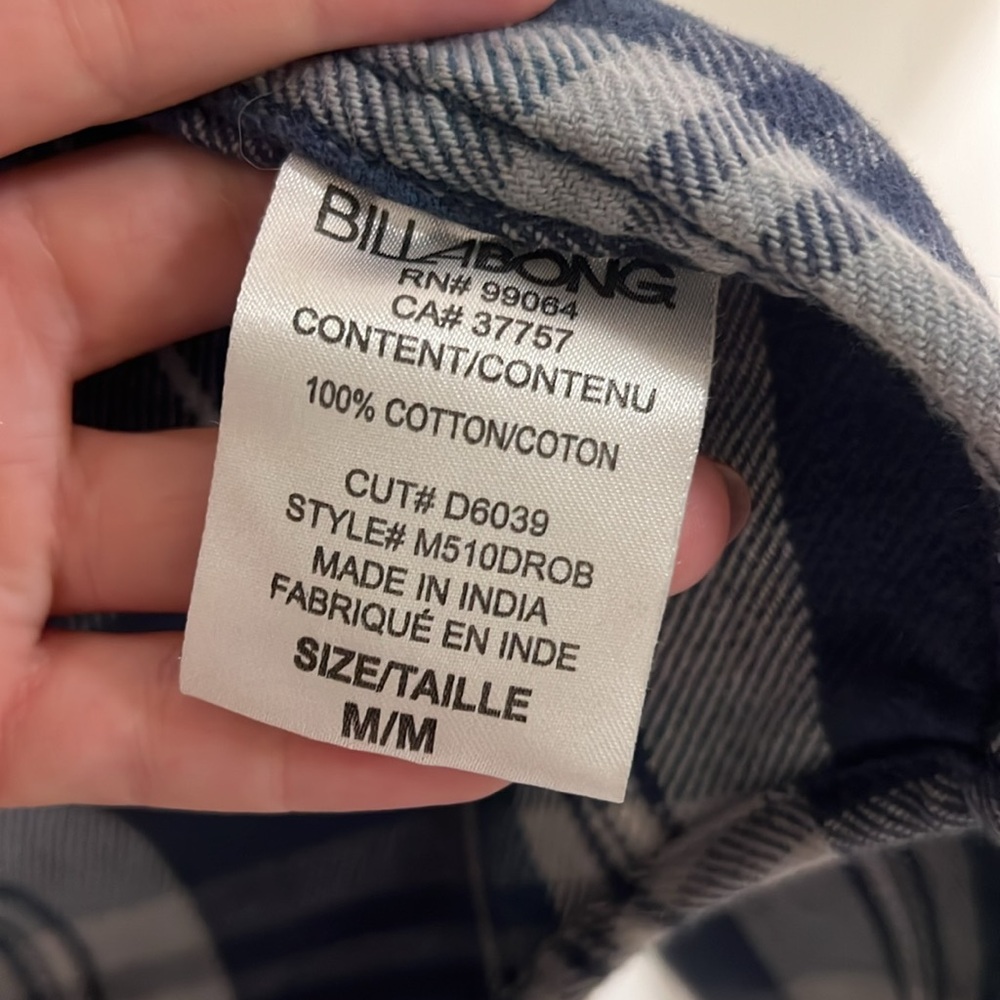 BILLABONG
RN# 99064
CA# 37757
CONTENT/CONTENU
100% COTTON/COTON
CUT# D6039
STYLE# M510DROB
MADE IN INDIA
FABRIQUÉ EN INDE
SIZE/TAILLE
M/M